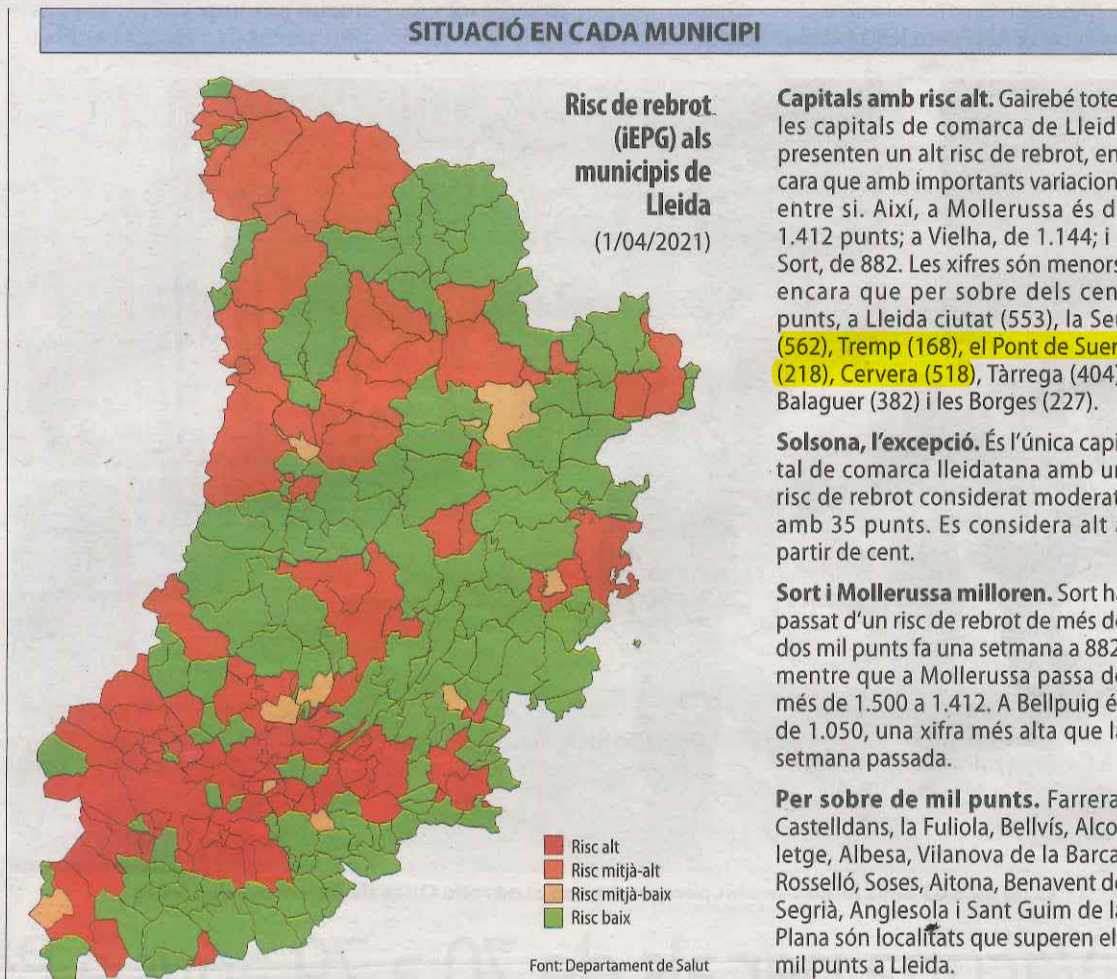 SITUACIÓ EN CADA MUNICIPI
Risc de rebrot
(iEPG) als
municipis de
Lleida
(1/04/2021)
Risc alt
Risc mitjà-alt
Risc mitjà-baix
Risc baix
Font: Departament de Salut
Capitals amb risc alt. Gairebé tote
les capitals de comarca de Lleid
presenten un alt risc de rebrot, en
cara que amb importants variacion
entre si. Així, a Mollerussa és d
1.412 punts; a Vielha, de 1.144; i
Sort, de 882. Les xifres són menors
encara que per sobre dels cen
punts, a Lleida ciutat (553), la Seu
(562), Tremp (168), el Pont de Suer
(218), Cervera (518), Tàrrega (404)
Balaguer (382) i les Borges (227).
Solsona, l'excepció. És l'única capi
tal de comarca lleidatana amb un
risc de rebrot considerat moderat
amb 35 punts. Es considera alt a
partir de cent.
Sort i Mollerussa milloren. Sort ha
passat d'un risc de rebrot de més de
dos mil punts fa una setmana a 882
mentre que a Mollerussa passa de
més de 1.500 a 1.412. A Bellpuig é
de 1.050, una xifra més alta que la
setmana passada.
Per sobre de mil punts. Farrera
Castelldans, la Fuliola, Bellvís, Alco
letge, Albesa, Vilanova de la Barca
Rosselló, Soses, Aitona, Benavent de
Segrià, Anglesola i Sant Guim de la
Plana són localitats que superen el
mil punts a Lleida.